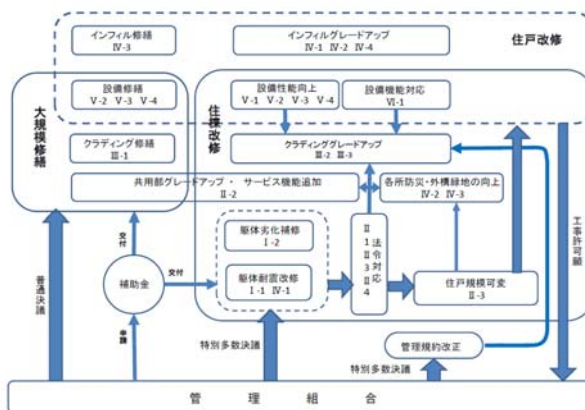 インフィル修繕
Ⅳ-3
インフィルグレードアップ
Ⅳ-1 Ⅳ-2 Ⅳ-4
住戸改修
設備修繕
Ⅴ-2 Ⅴ-3 Ⅴ-4
大規模修繕
住棟改修
設備性能向上
Ⅴ-1 Ⅴ-2 Ⅴ-3 Ⅴ-4
設備機能対応
Ⅵ-1
クラディング修繕
Ⅲ-1
クラディンググレードアップ
Ⅲ-2 Ⅲ-3
共用部グレードアップ ・ サービス機能追加
Ⅱ-2
各所防災・外構緑地の向上
Ⅳ-2 Ⅳ-3
躯体劣化補修
Ⅰ-2
躯体耐震改修
Ⅰ-1 Ⅳ-1
法令対応
Ⅱ1Ⅱ3Ⅱ4
住戸規模可変
Ⅱ-3
交付
交付
補助金
申請
普通決議
特別多数決議
特別多数決議
管理規約改正
工事許可願
管 理 組 合